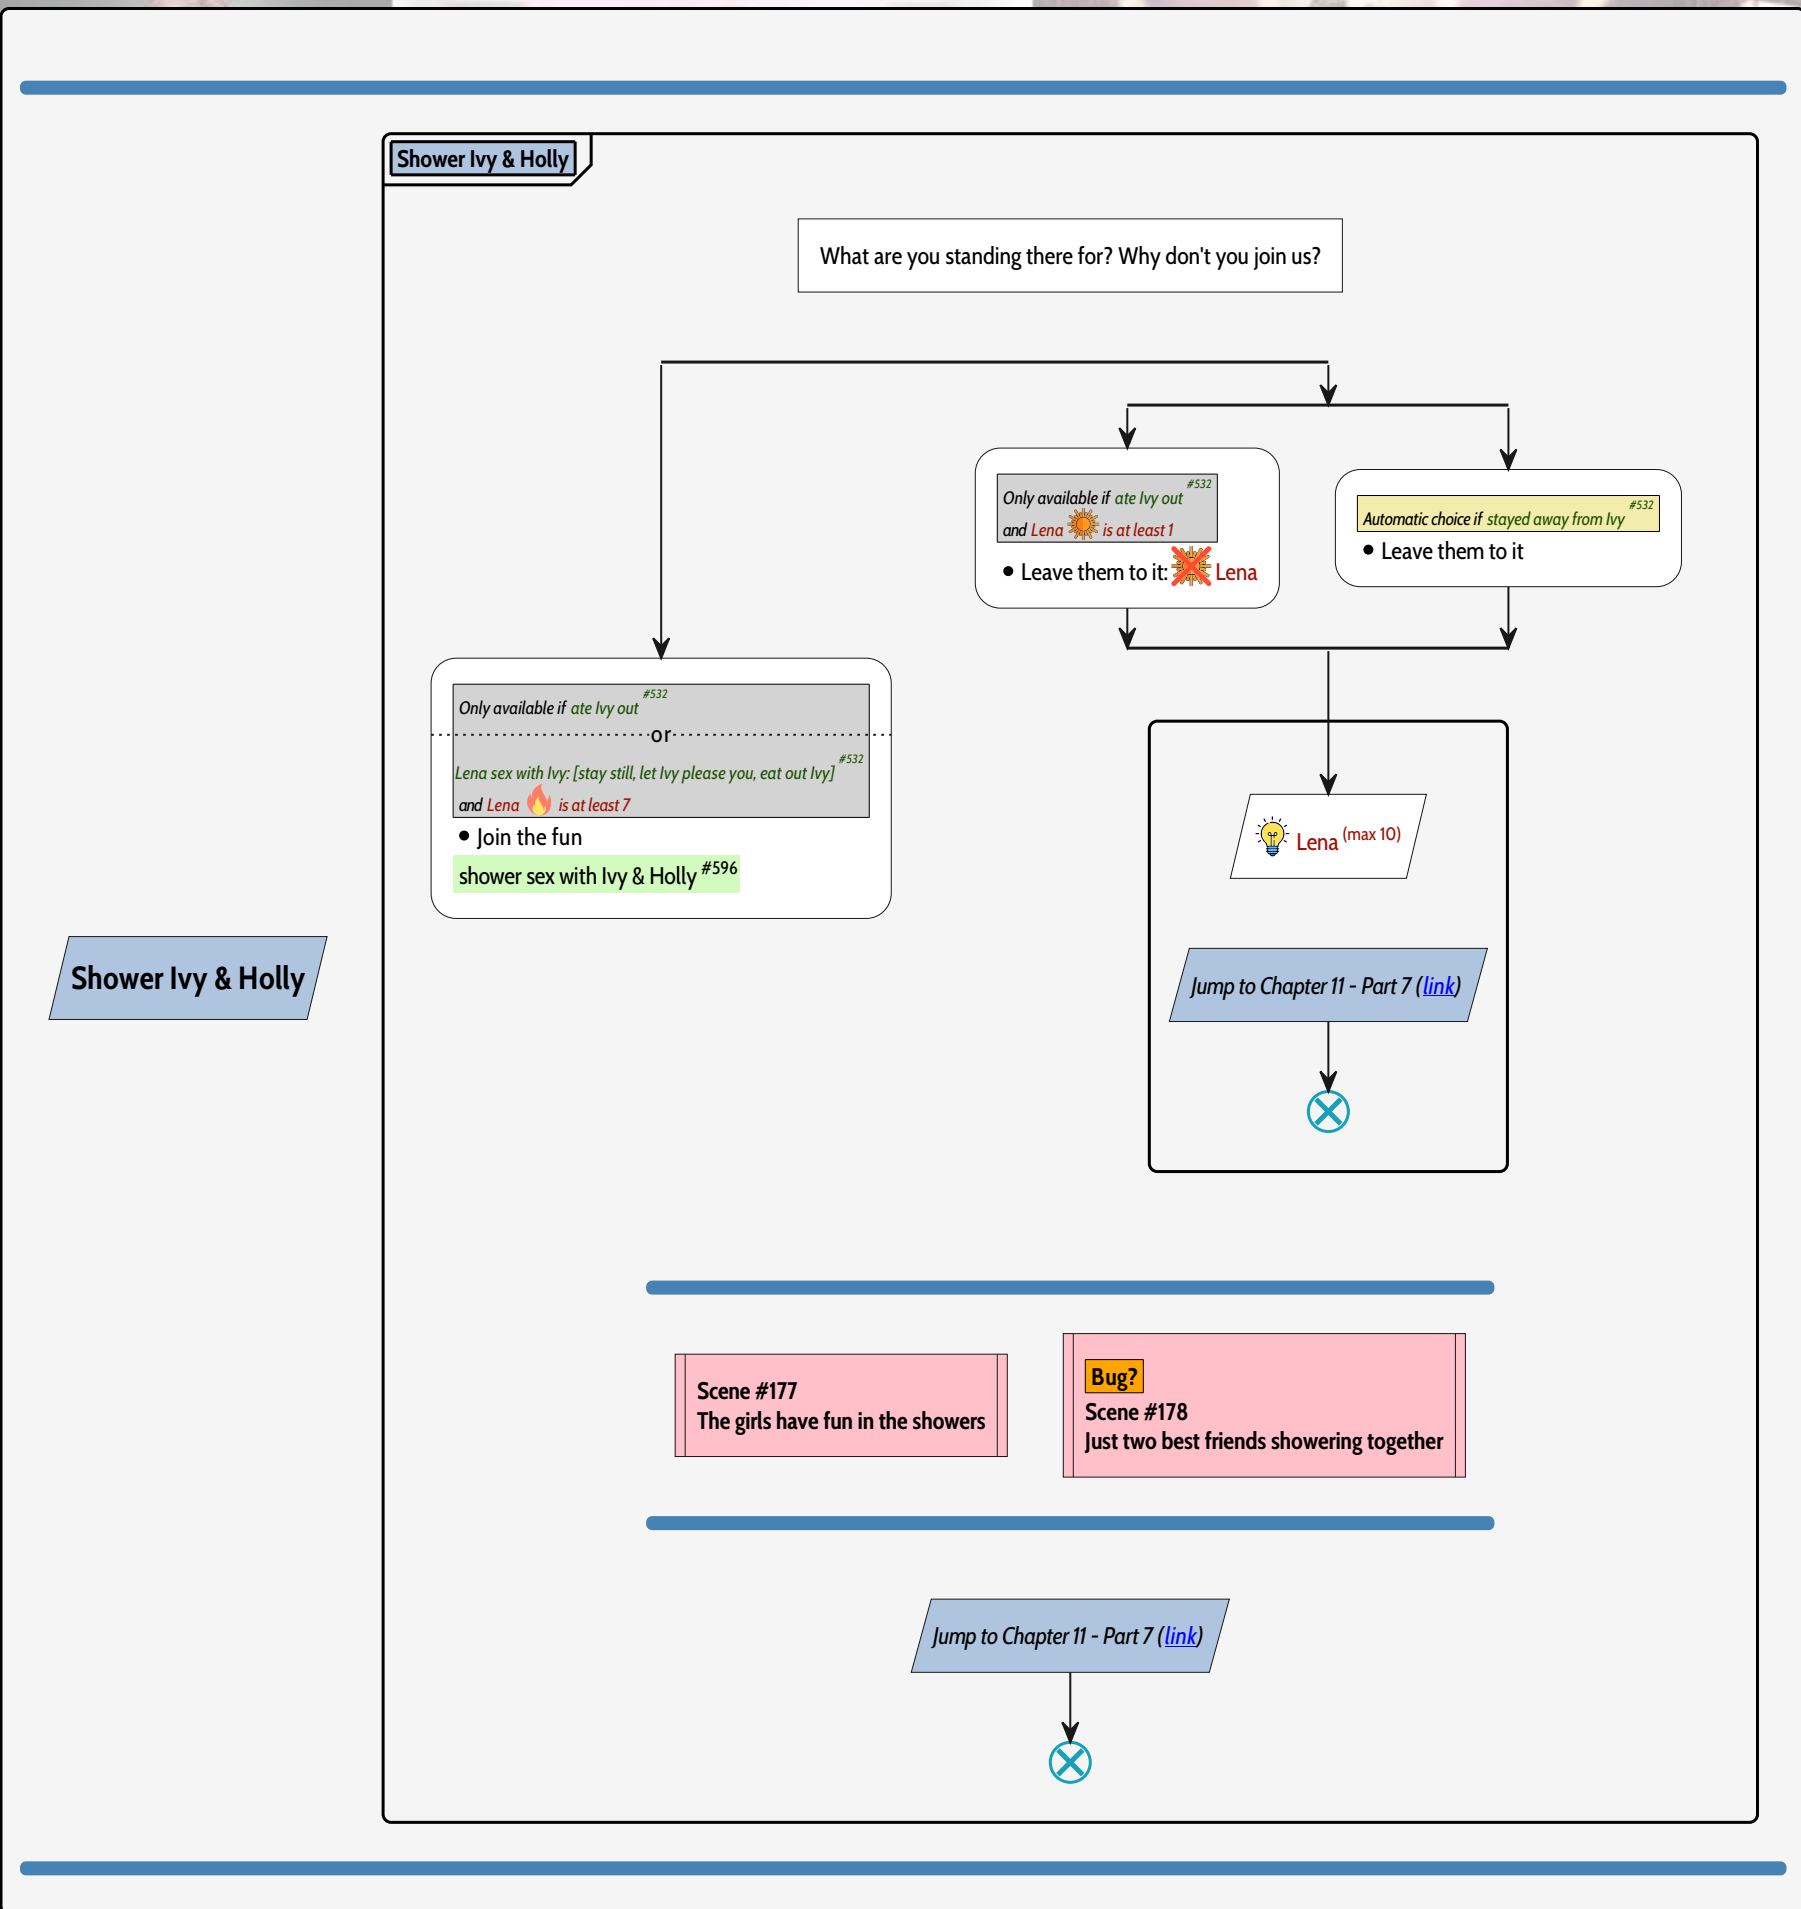 Shower Ivy & Holly
What are you standing there for? Why don't you join us?
Only available if ate Ivy out #532
and Lena is at least 1
• Leave them to it: Lena
Automatic choice if stayed away from Ivy #532
• Leave them to it
Only available if ate Ivy out #532
or
Lena sex with Ivy: [stay still, let Ivy please you, eat out Ivy] #532
and Lena is at least 7
• Join the fun
shower sex with Ivy & Holly #596
Lena (max 10)
Shower Ivy & Holly
Jump to Chapter 11 - Part 7 (link)
Scene #177
The girls have fun in the showers
Bug?
Scene #178
Just two best friends showering together
Jump to Chapter 11 - Part 7 (link)